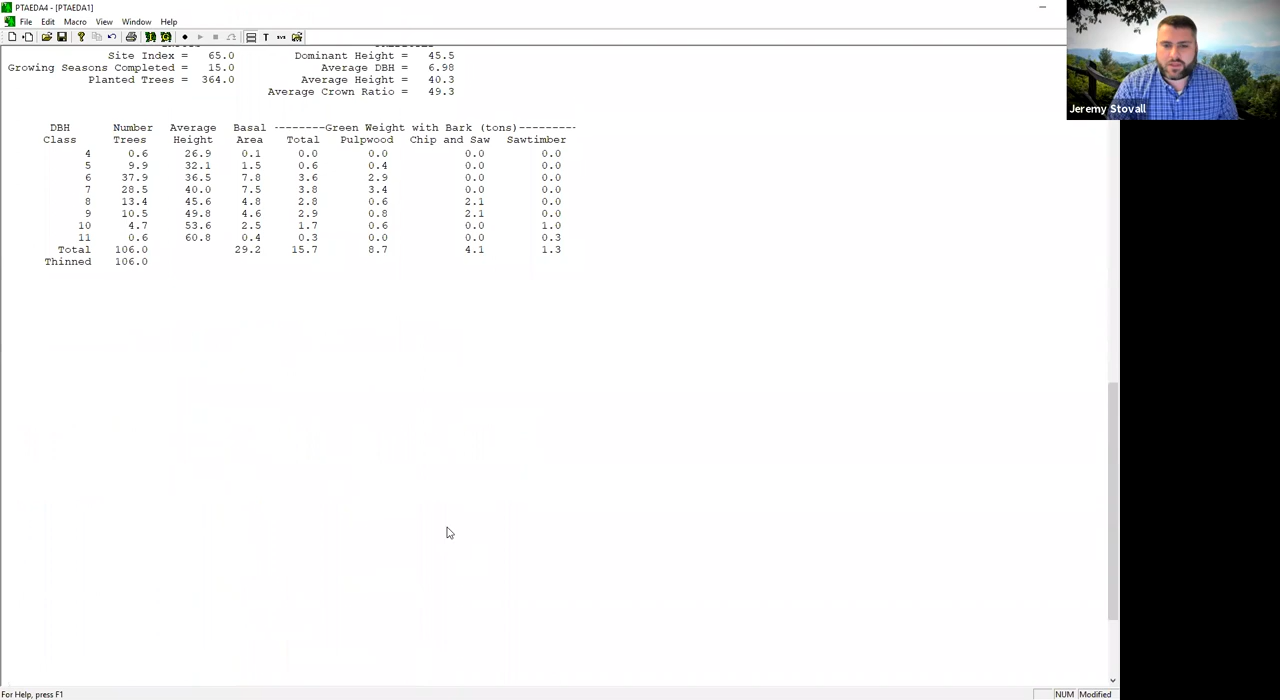 PTAEDA4 - [PTAEDA1]
File Edit Macro View Window Help
Site Index = 65.0 Dominant Height = 45.5
Growing Seasons Completed = 15.0 Average DBH = 6.98
Planted Trees = 364.0 Average Height = 40.3
Average Crown Ratio = 49.3
DBH Number Average Basal --------Green Weight with Bark (tons)---------
Class Trees Height Area Total Pulpwood Chip and Saw Sawtimber
4 0.6 26.9 0.1 0.0 0.0 0.0 0.0
5 9.9 32.1 1.5 0.6 0.4 0.0 0.0
6 37.9 36.5 7.8 3.6 2.9 0.0 0.0
7 28.5 40.0 7.5 3.8 3.4 0.0 0.0
8 13.4 45.6 4.8 2.8 0.6 2.1 0.0
9 10.5 49.8 4.6 2.9 0.8 2.1 0.0
10 4.7 53.6 2.5 1.7 0.6 0.0 1.0
11 0.6 60.8 0.4 0.3 0.0 0.0 0.3
Total 106.0 29.2 15.7 8.7 4.1 1.3
Thinned 106.0
Jeremy Stovall
For Help, press F1
NUM Modified